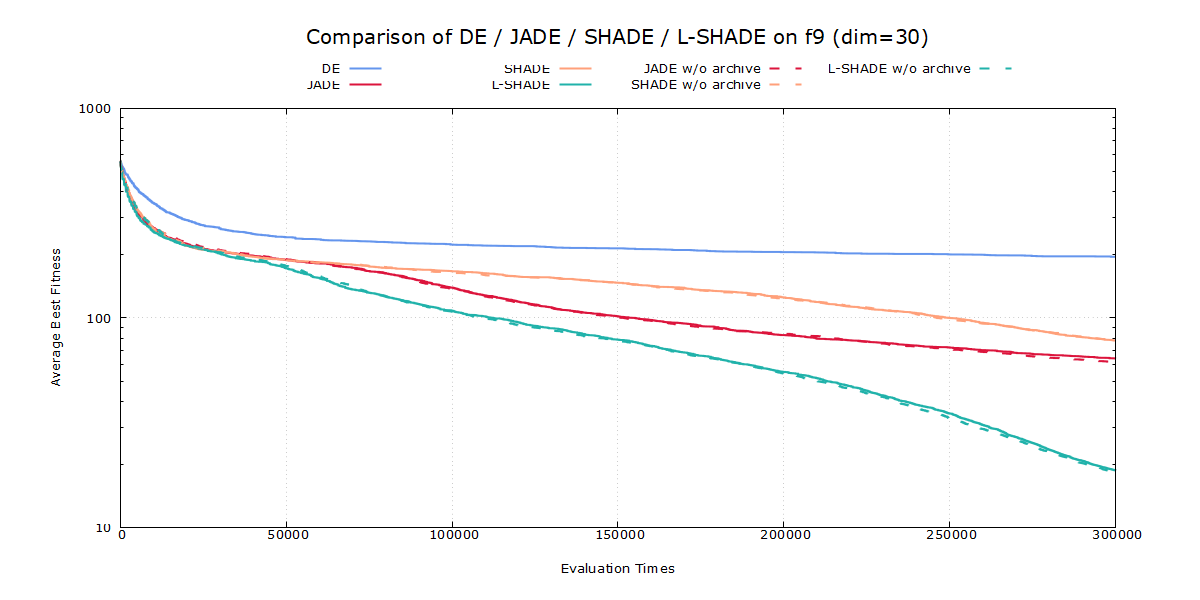 Comparison of DE / JADE / SHADE / L-SHADE on f9 (dim=30)
DE SHADE JADE w/o archive L-SHADE w/o archive
JADE L-SHADE SHADE w/o archive
1000
100
10
Average Best Fitness
0 50000 100000 150000 200000 250000 300000
Evaluation Times